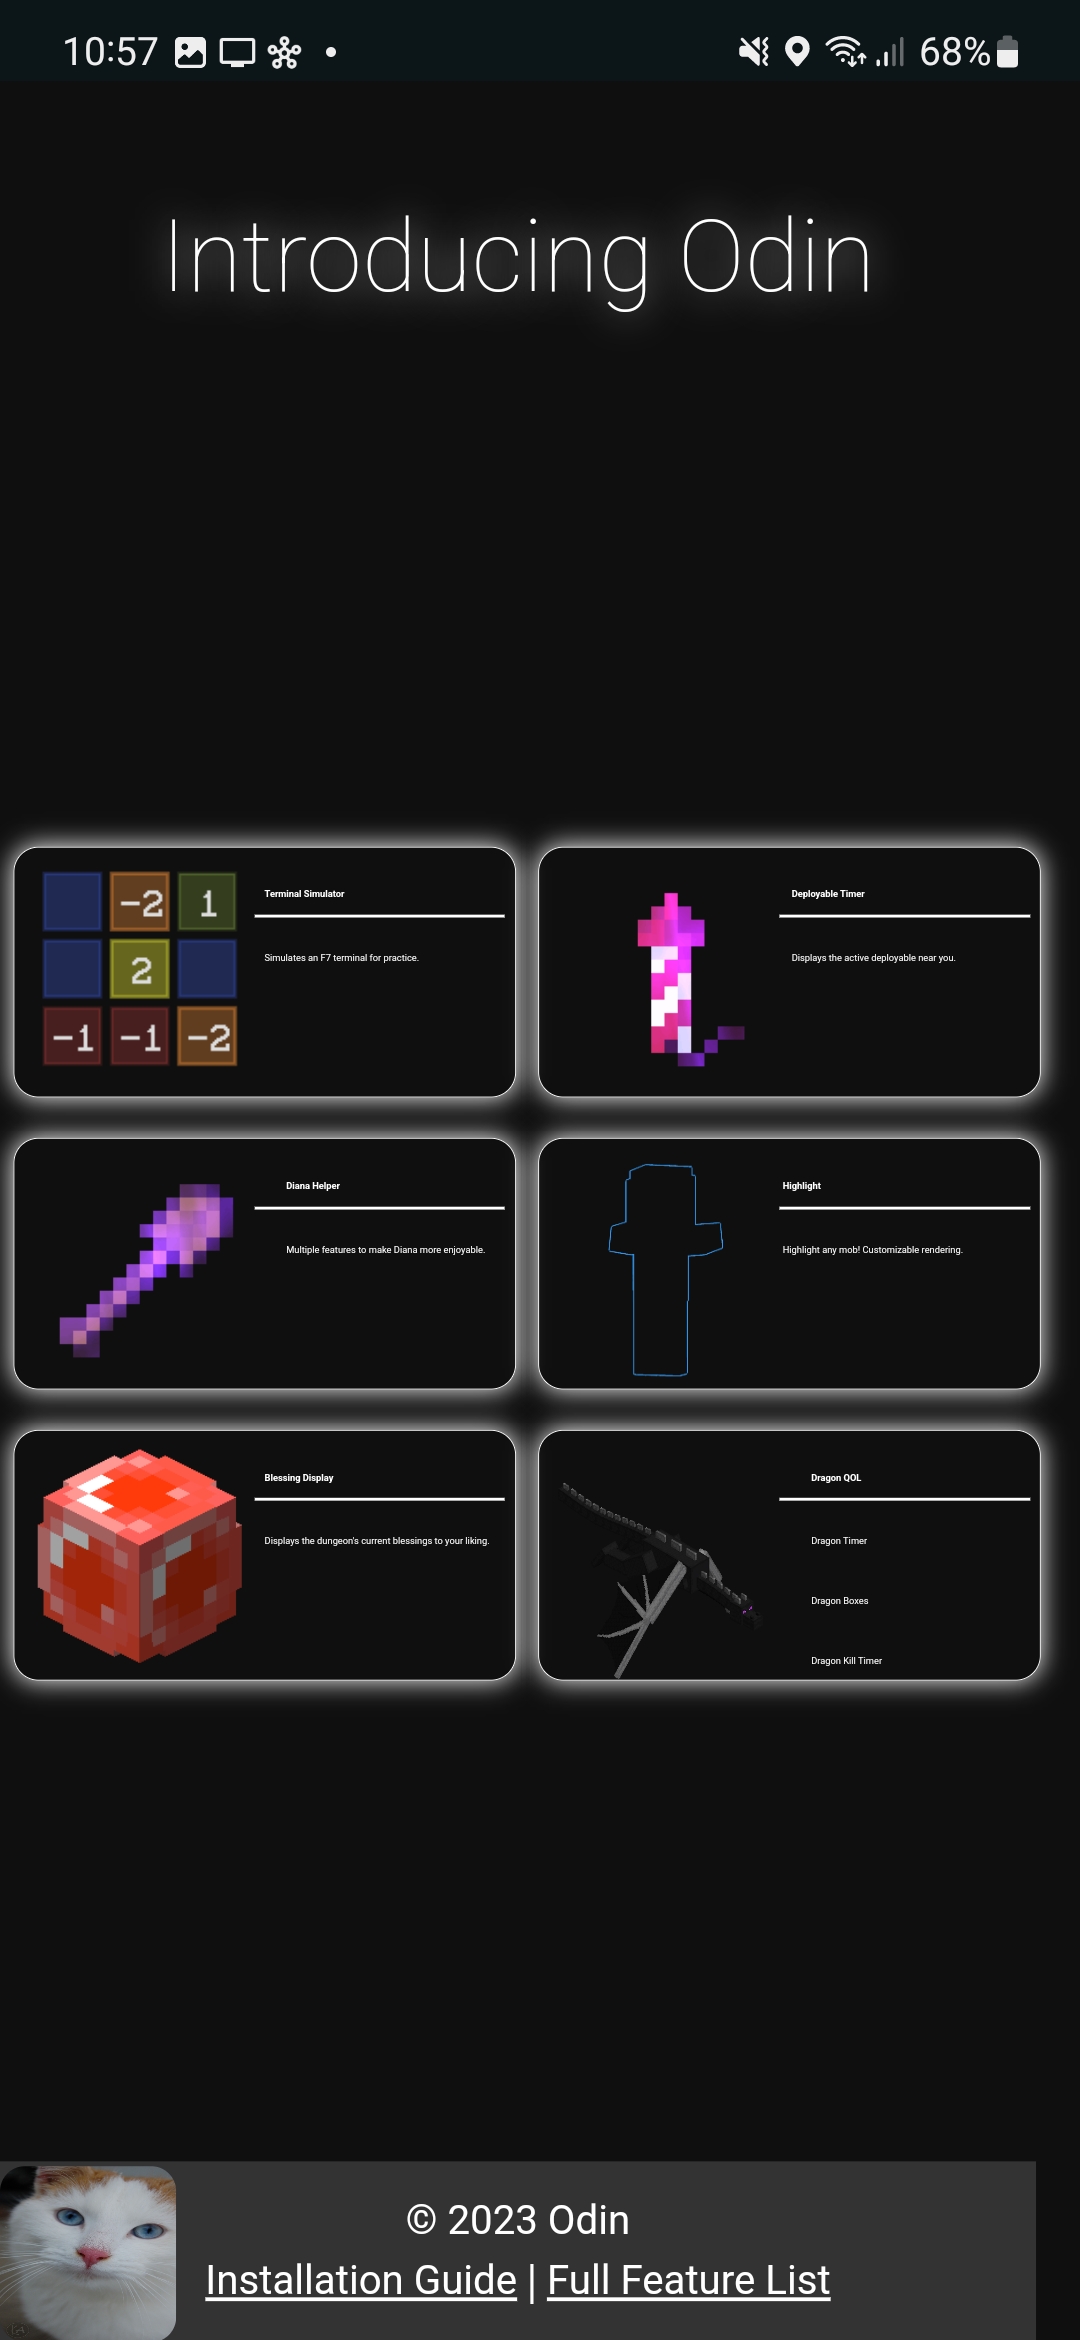 10:57
68%
Introducing Odin
-2 1
2
-1 -1 -2
Terminal Simulator
Simulates an F7 terminal for practice.
Deployable Timer
Displays the active deployable near you.
Diana Helper
Multiple features to make Diana more enjoyable.
Highlight
Highlight any mob! Customizable rendering.
Blessing Display
Displays the dungeon's current blessings to your liking.
Dragon QOL
Dragon Timer
Dragon Boxes
Dragon Kill Timer
© 2023 Odin
Installation Guide | Full Feature List